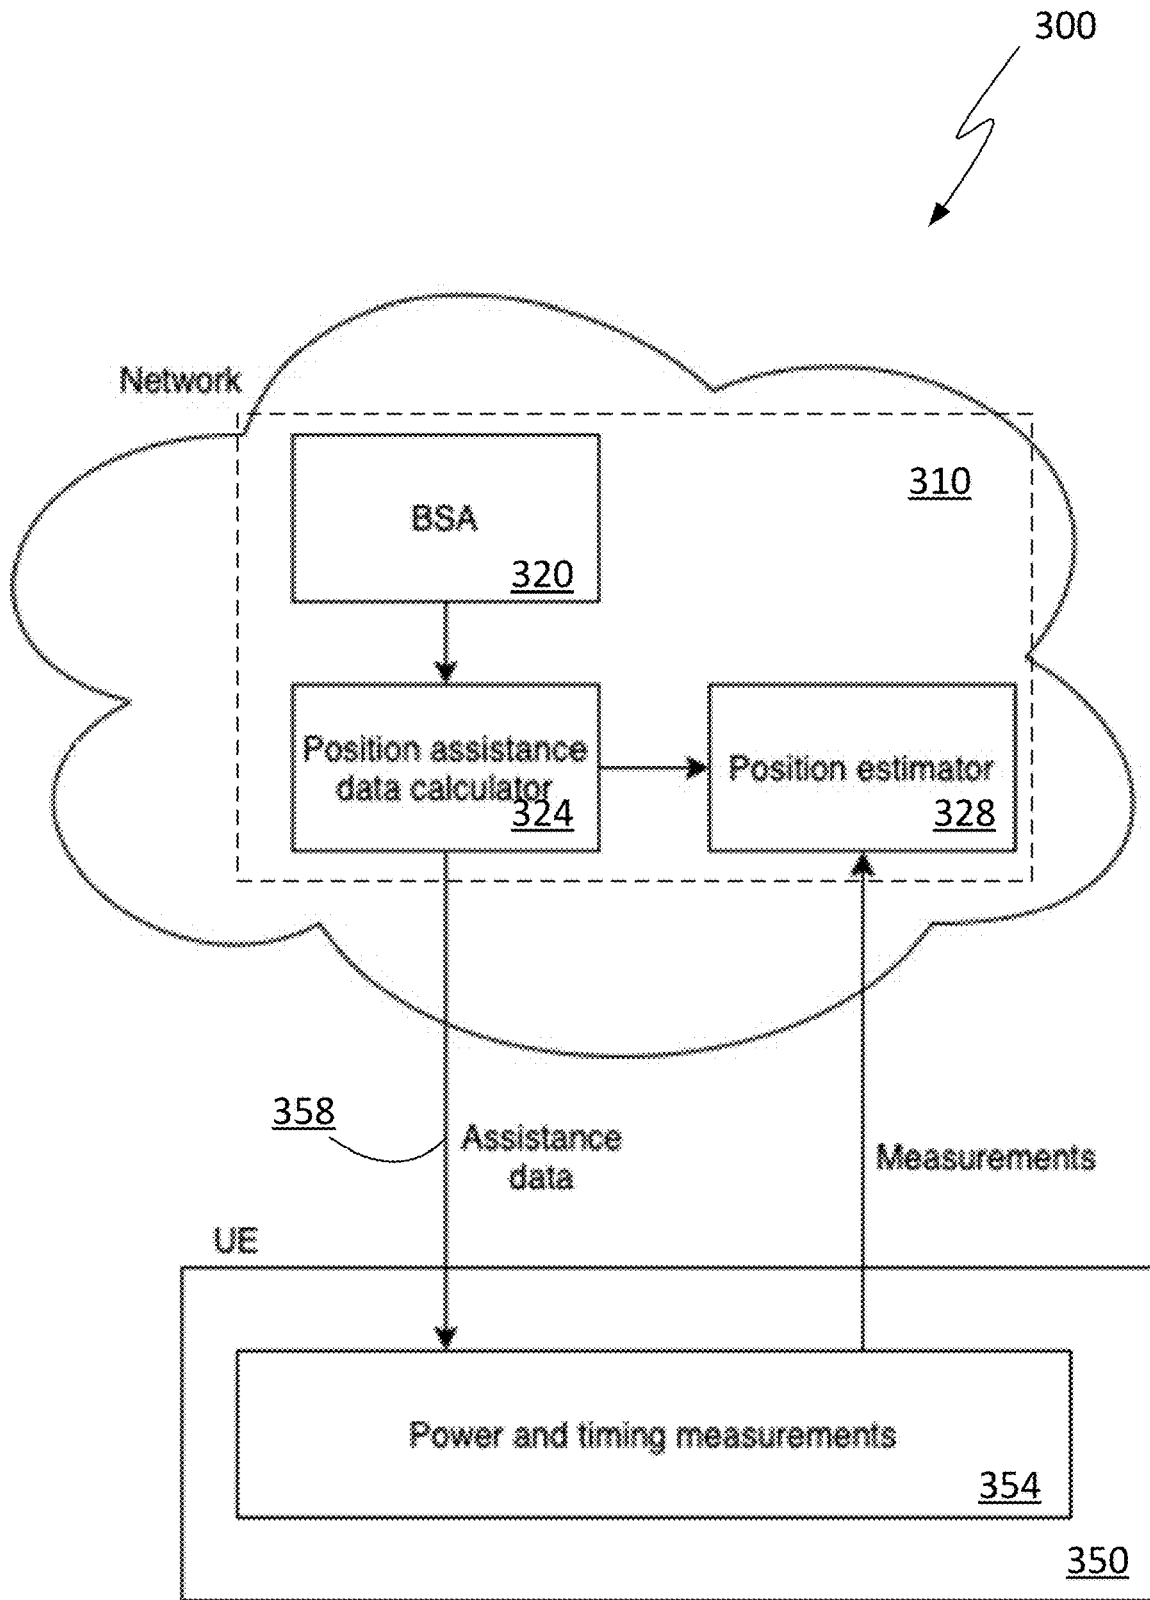 300
Network
310
BSA
320
Position assistance
data calculator
324
Position estimator
328
358
Assistance
data
Measurements
UE
Power and timing measurements
354
350